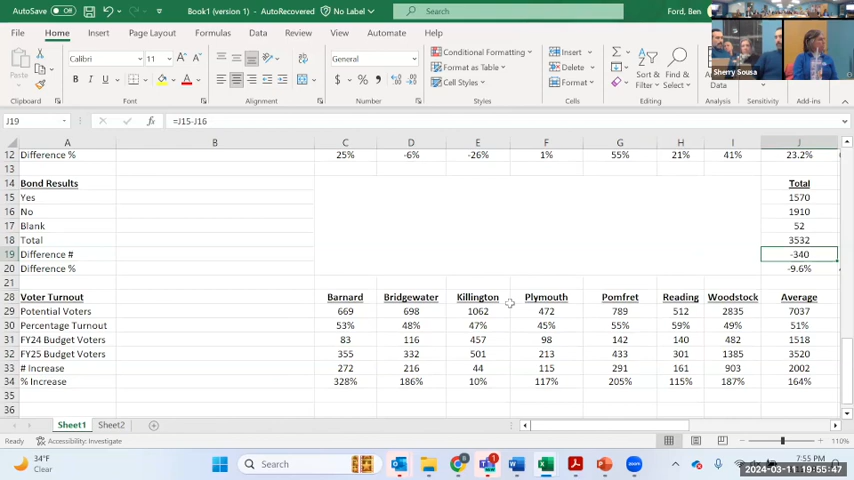 AutoSave Off Book1 (version 1) • AutoRecovered No Label Search Ford, Ben
File Home Insert Page Layout Formulas Data Review View Automate
Calibri 11 General Conditional Formatting Insert
Paste Format as Table Delete Sort & Filter Find & Select
B I U $ % Cell Styles Format
Clipboard Font Alignment Number Styles Cells Editing Analysis Sensitivity Add-ins
Sherry Sousa
J19 fx =J15-J16
A B C D E F G H I J
12 Difference % 25% -6% -26% 1% 55% 21% 41% 23.2%
13
14 Bond Results Total
15 Yes 1570
16 No 1910
17 Blank 52
18 Total 3532
19 Difference # -340
20 Difference % -9.6%
21
28 Voter Turnout Barnard Bridgewater Killington Plymouth Pomfret Reading Woodstock Average
29 Potential Voters 669 698 1062 472 789 512 2835 7037
30 Percentage Turnout 53% 48% 47% 45% 55% 59% 49% 51%
31 FY24 Budget Voters 83 116 457 98 142 140 482 1518
32 FY25 Budget Voters 355 332 501 213 433 301 1385 3520
33 # Increase 272 216 44 115 291 161 903 2002
34 % Increase 328% 186% 10% 117% 205% 115% 187% 164%
35
36
Sheet1 Sheet2
Ready Accessibility: Investigate 110%
34°F
Clear
Search
7:55 PM
2024-03-11 19:55:47